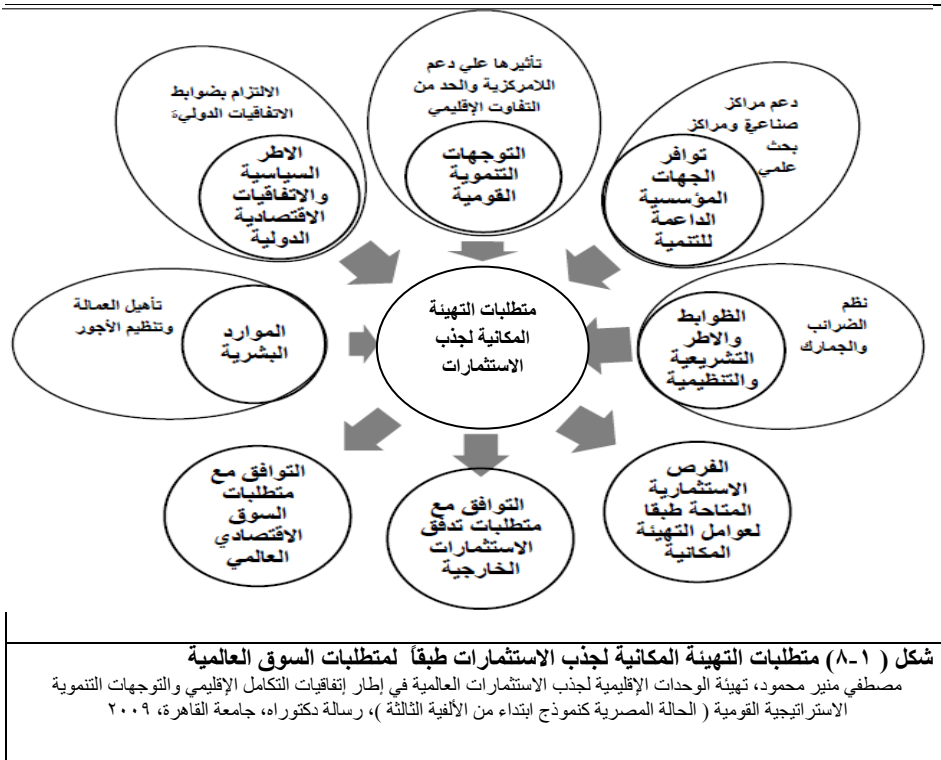 تأثيرها علي دعم
اللامركزية والحد من
التفاوت الإقليمي
التوجهات
التنموية
القومية
الالتزام بضوابط
الاتفاقيات الدولية
الاطر
السياسية
والاتفاقيات
الاقتصادية
الدولية
دعم مراكز
صناعية ومراكز
بحث
علمي
توافر
الجهات
المؤسسية
الداعمة
للتنمية
نظم
الضرائب
والجمارك
الظوابط
والاطر
التشريعية
والتنظيمية
متطلبات التهيئة
المكانية لجذب
الاستثمارات
تأهيل العمالة
وتنظيم الأجور
الموارد
البشرية
الفرص
الاستثمارية
المتاحة طبقا
لعوامل التهيئة
المكانية
التوافق مع
متطلبات تدفق
الاستثمارات
الخارجية
التوافق مع
متطلبات
السوق
الاقتصادي
العالمي
شكل ( ١-٨) متطلبات التهيئة المكانية لجذب الاستثمارات طبقاً لمتطلبات السوق العالمية
مصطفي منير محمود، تهيئة الوحدات الإقليمية لجذب الاستثمارات العالمية في إطار إتفاقيات التكامل الإقليمي والتوجهات التنموية
الاستراتيجية القومية ( الحالة المصرية كنموذج ابتداء من الألفية الثالثة )، رسالة دكتوراه، جامعة القاهرة، ٢٠٠٩